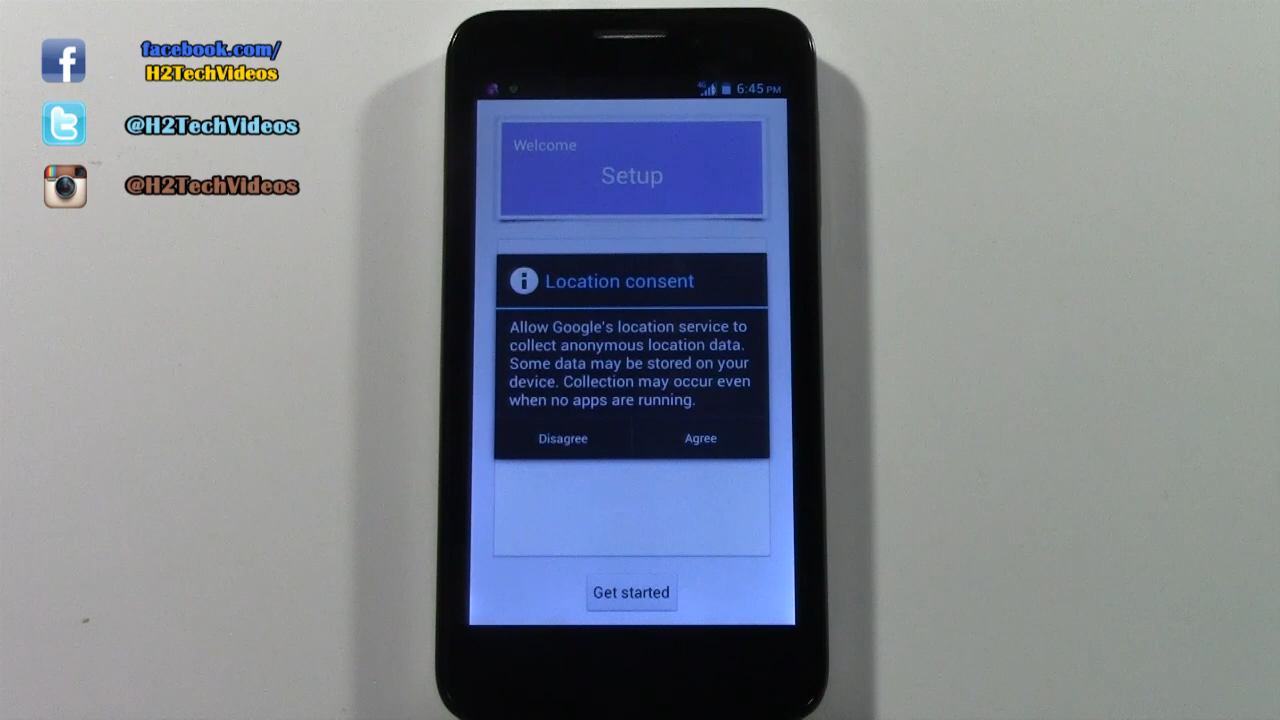 facebook.com/
H2TechVideos
@H2TechVideos
@H2TechVideos
4G 6:45 PM
Welcome
Setup
Location consent
Allow Google's location service to
collect anonymous location data.
Some data may be stored on your
device. Collection may occur even
when no apps are running.
Disagree Agree
Get started